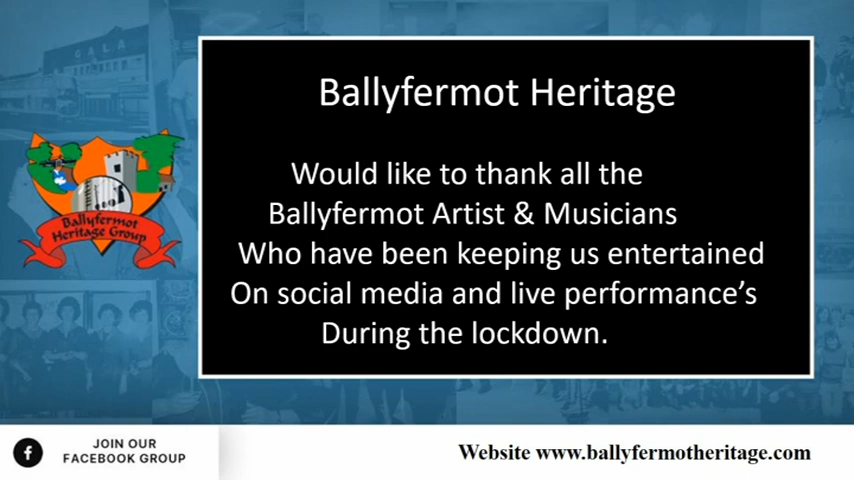 GALA
Ballyfermot Heritage
Would like to thank all the
Ballyfermot Artist & Musicians
Who have been keeping us entertained
On social media and live performance’s
During the lockdown.
Ballyfermot
Heritage Group
f
JOIN OUR
FACEBOOK GROUP
Website www.ballyfermotheritage.com